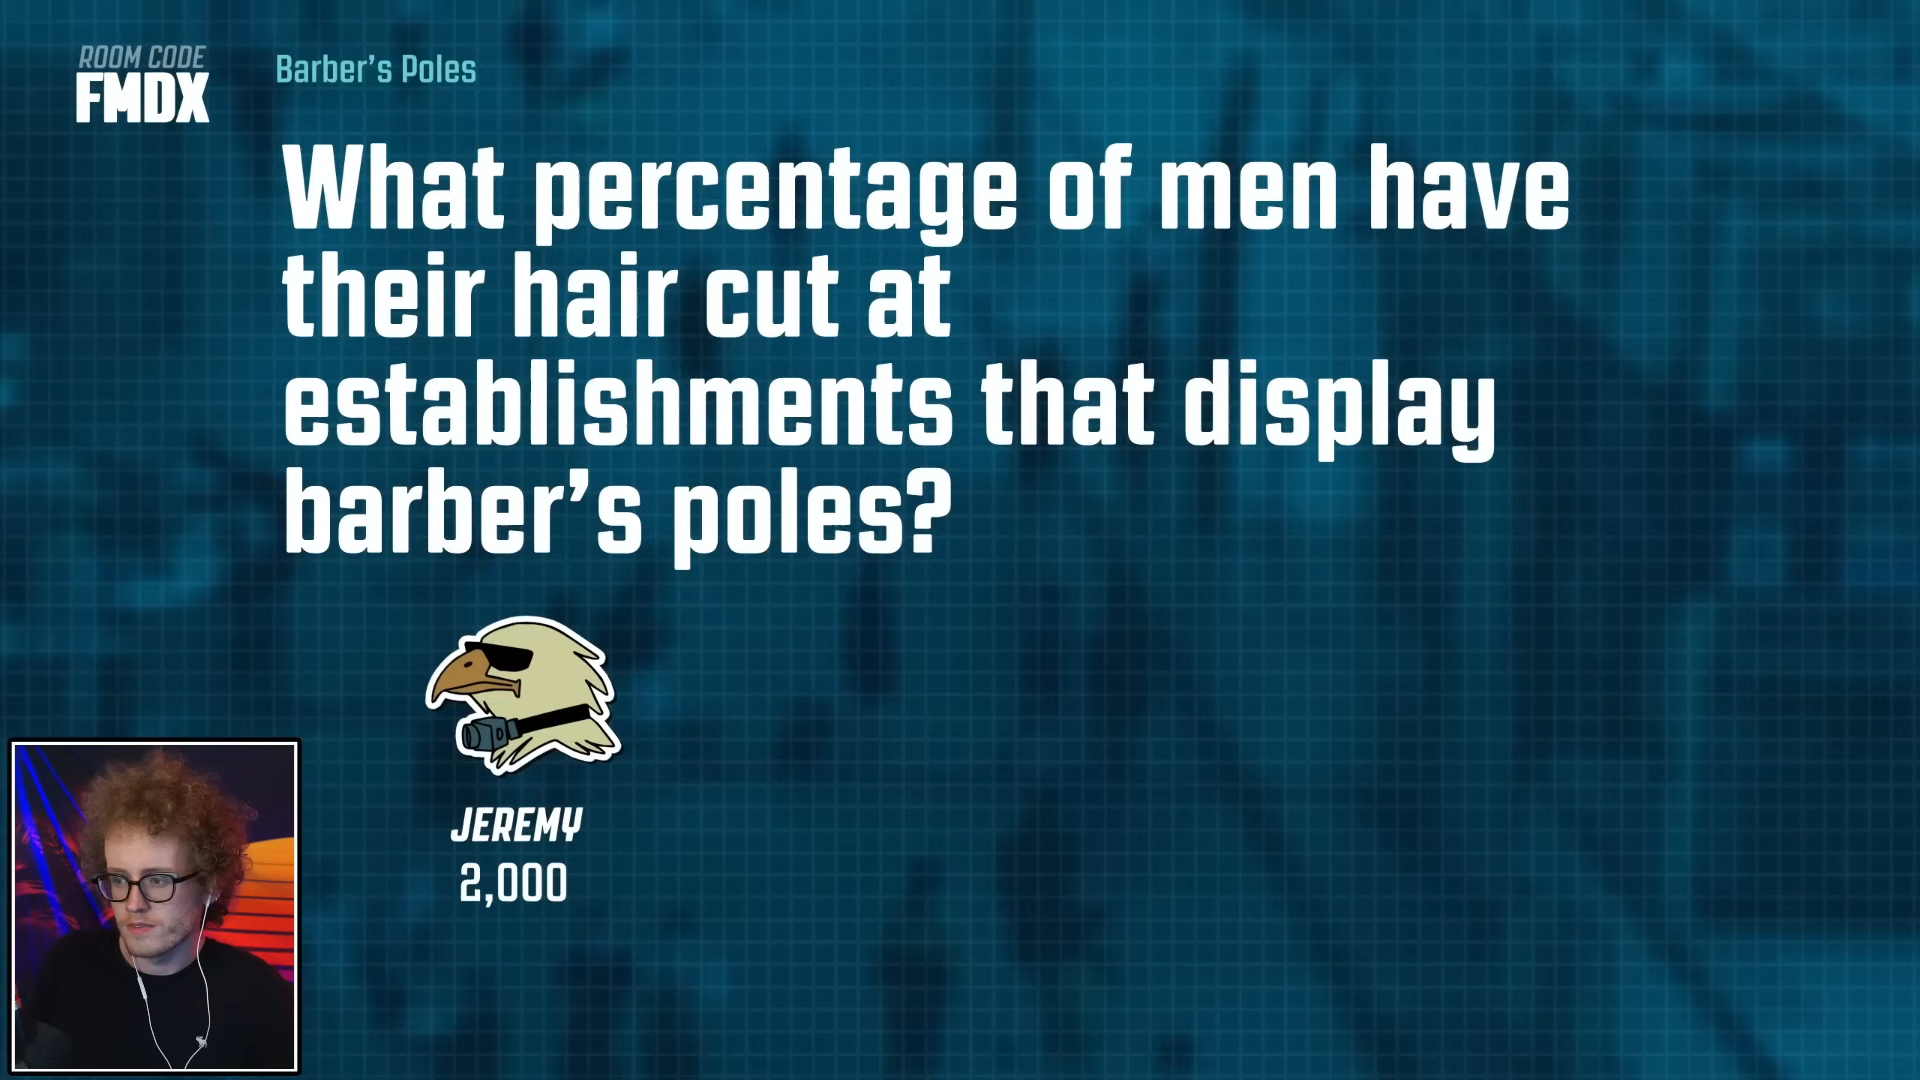 ROOM CODE
FMDX
Barber’s Poles
What percentage of men have
their hair cut at
establishments that display
barber’s poles?
JEREMY
2,000